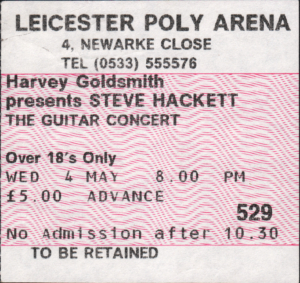 LEICESTER POLY ARENA
4, NEWARKE CLOSE
TEL (0533) 555576
Harvey Goldsmith
presents STEVE HACKETT
THE GUITAR CONCERT
Over 18's Only
WED 4 MAY 8.00 PM
£5.00 ADVANCE
529
No Admission after 10.30
TO BE RETAINED